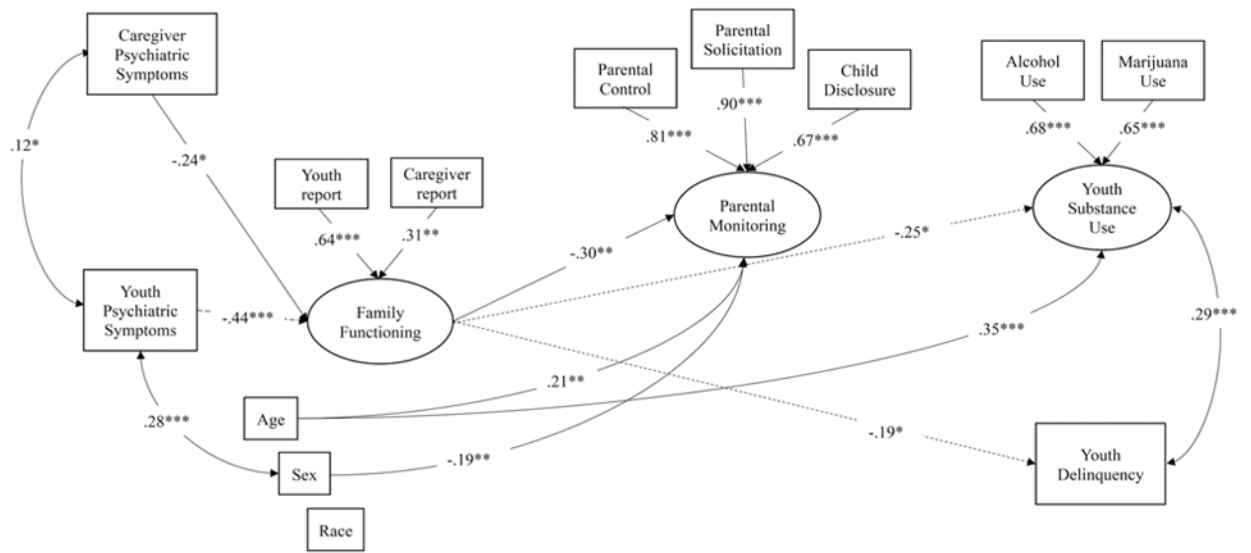 Caregiver
Psychiatric
Symptoms
Parental
Solicitation
Parental
Control
Child
Disclosure
Alcohol
Use
Marijuana
Use
.90***
.81***
.67***
.68***
.65***
.12*
-.24*
Youth
report
Caregiver
report
.64***
.31**
Parental
Monitoring
Youth
Substance
Use
-.30**
-.25*
Youth
Psychiatric
Symptoms
-.44***
Family
Functioning
.29***
.35***
.21**
Age
.28***
-.19**
-.19*
Sex
Youth
Delinquency
Race